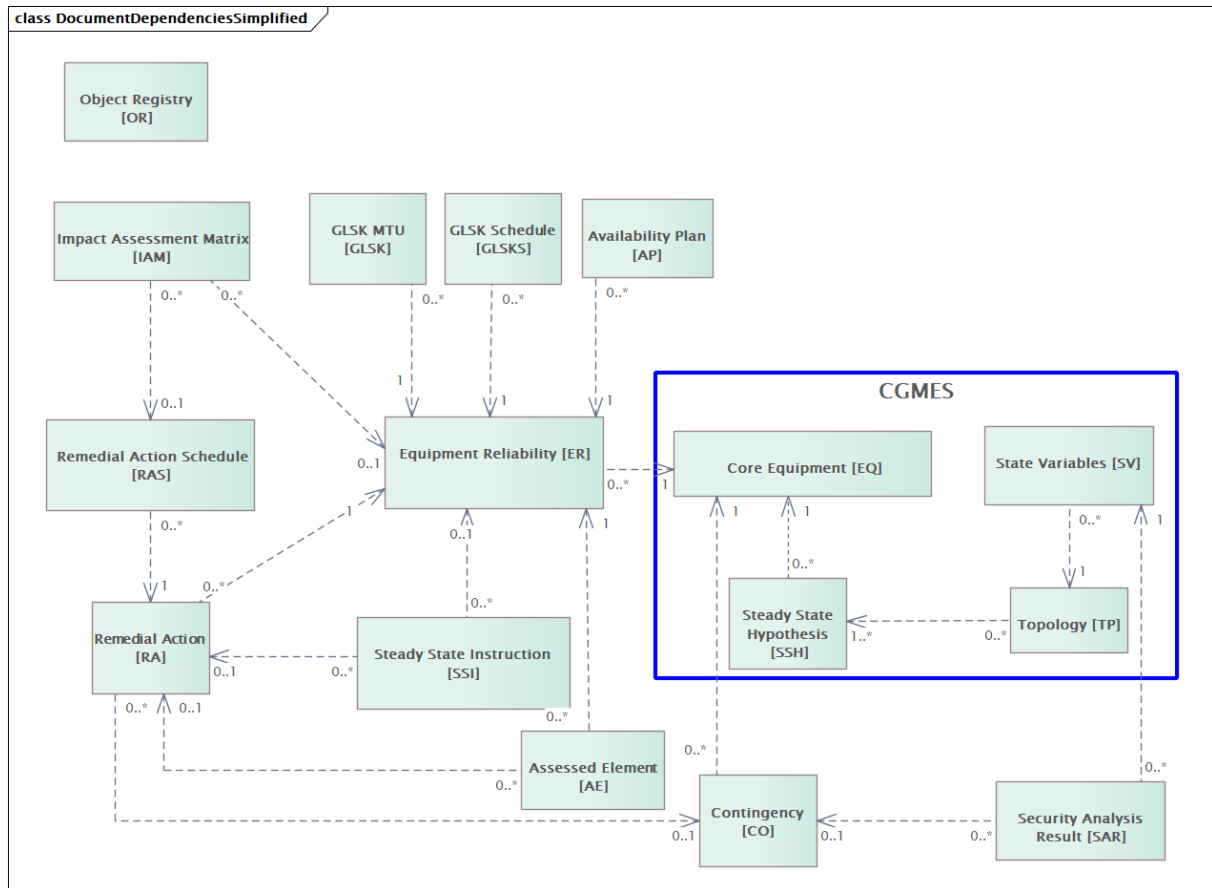 class DocumentDependenciesSimplified
Object Registry
[OR]
Impact Assessment Matrix
[IAM]
GLSK MTU
[GLSK]
GLSK Schedule
[GLSKS]
Availability Plan
[AP]
0..*
0..*
0..*
0..*
0..*
1
1
1
0..1
0..1
CGMES
Remedial Action Schedule
[RAS]
Equipment Reliability [ER]
0..*
1
Core Equipment [EQ]
State Variables [SV]
0..*
1
0..1
1
1
1
0..*
1
0..*
1
0..*
0..*
1
Remedial Action
[RA]
0..1
0..*
Steady State Instruction
[SSI]
Steady State
Hypothesis
[SSH]
1..*
0..*
Topology [TP]
0..*
0..1
0..*
Assessed Element
[AE]
0..*
0..*
0..*
Contingency
[CO]
0..1
0..1
0..*
Security Analysis
Result [SAR]